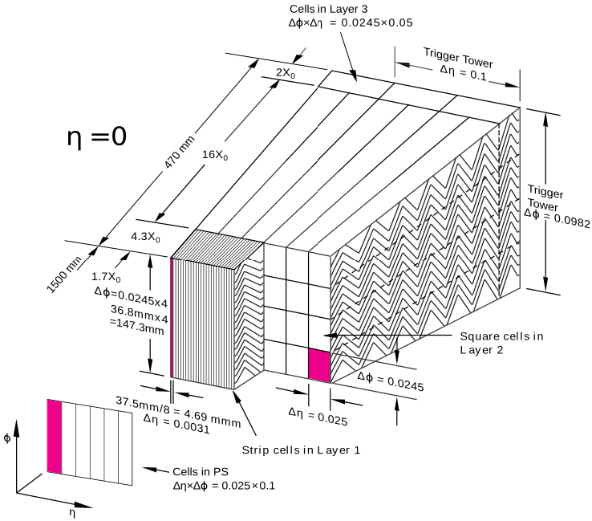 Cells in Layer 3
Δϕ×Δη = 0.0245×0.05
Trigger Tower
Δη = 0.1
2X₀
η =0
470 mm
16X₀
Trigger
Tower
Δϕ = 0.0982
4.3X₀
1500 mm
1.7X₀
Δϕ=0.0245x4
36.8mmx4
=147.3mm
Square cells in
Layer 2
Δϕ = 0.0245
37.5mm/8 = 4.69 mmm
Δη = 0.0031
Δη = 0.025
Strip cells in Layer 1
ϕ
Cells in PS
Δη×Δϕ = 0.025×0.1
η